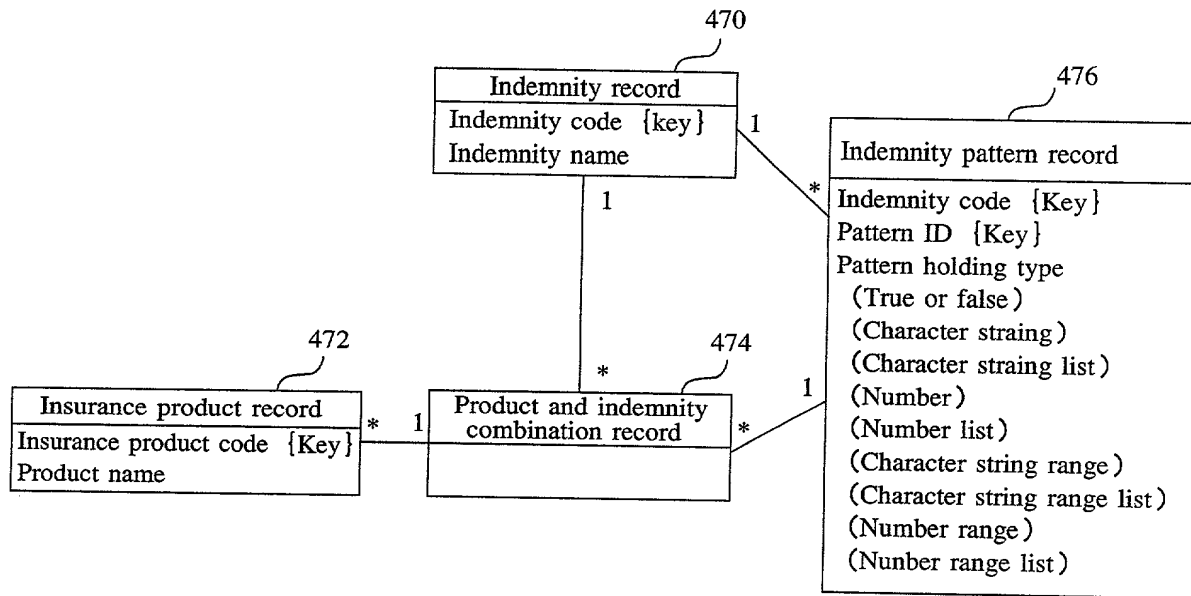 470
Indemnity record
Indemnity code {key}
Indemnity name
1
1
*
476
Indemnity pattern record
Indemnity code {Key}
Pattern ID {Key}
Pattern holding type
(True or false)
(Character straing)
(Character straing list)
(Number)
(Number list)
(Character string range)
(Character string range list)
(Number range)
(Nunber range list)
472
Insurance product record
Insurance product code {Key}
Product name
*
1
474
*
Product and indemnity
combination record
*
1